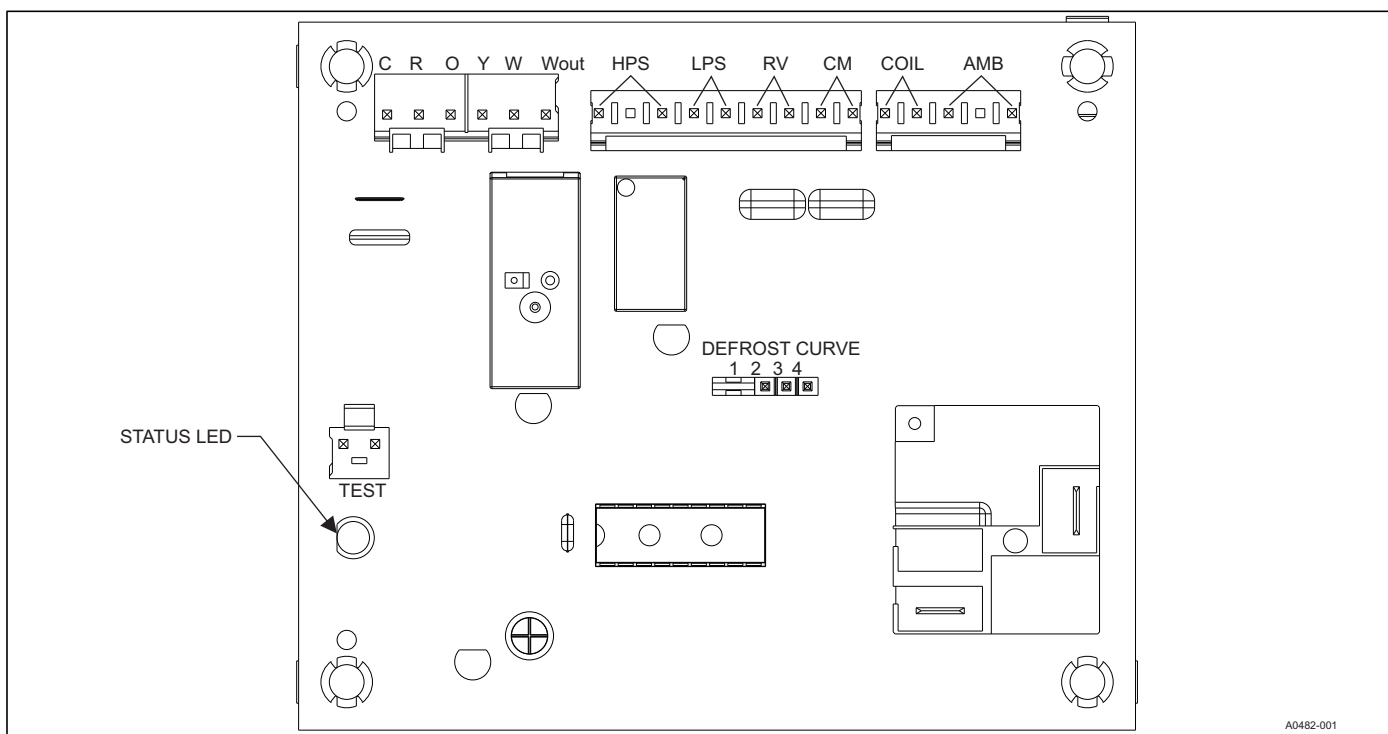 C R O Y W Wout HPS LPS RV CM COIL AMB
DEFROST CURVE
1 2 3 4
STATUS LED
TEST
A0482-001